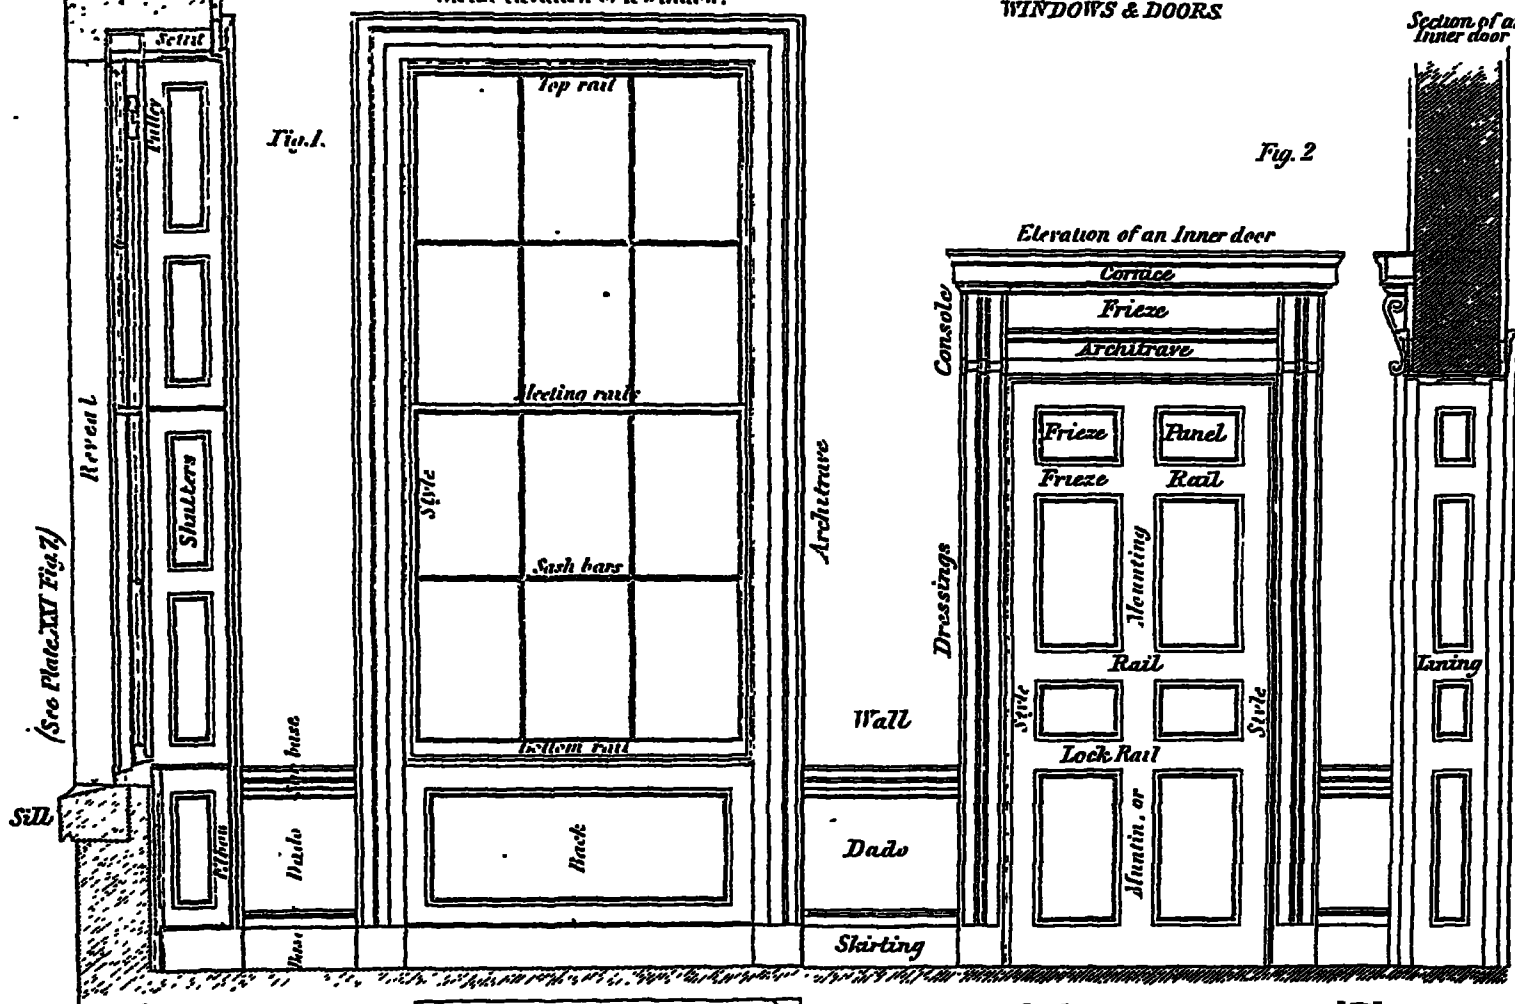 WINDOWS & DOORS
Section of
Inner door
Pulley
Fig. 1.
Top rail
Fig. 2
Elevation of an Inner door
Cornice
Console
Frieze
Architrave
Reveal
Shutters
Meeting rails
Style
Sash bars
Architrave
Frieze Panel
Frieze Rail
Mounting
Dressings
Rail
Lining
(See Plate XXI Fig. 7)
Wall
Style
Style
base
bottom rail
Lock Rail
Sill
Elbow
Dado
Back
Dado
Muntin, or
Base
Skirting